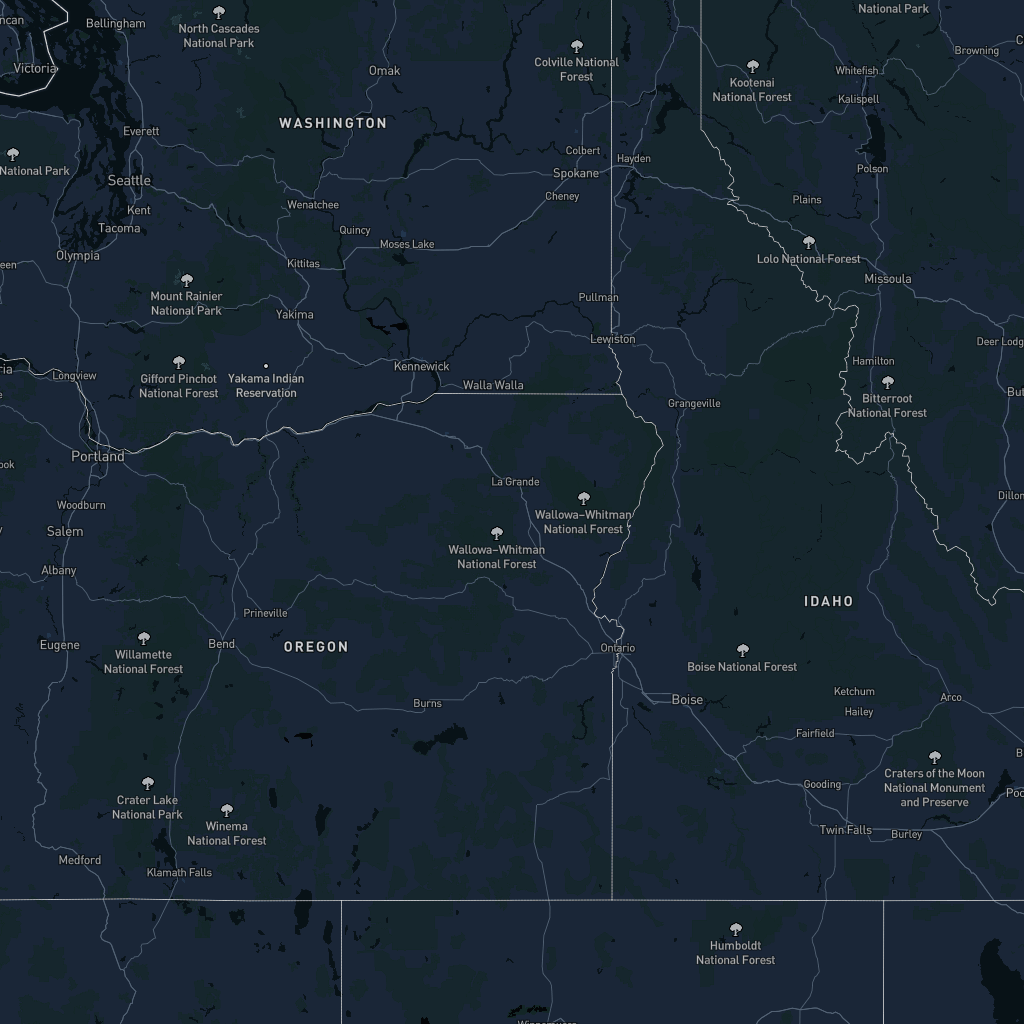 ncan
Bellingham
North Cascades
National Park
National Park
Browning
Victoria
Omak
Colville National
Forest
Kootenai
National Forest
Whitefish
Kalispell
WASHINGTON
Everett
National Park
Seattle
Colbert
Hayden
Spokane
Cheney
Polson
Plains
Kent
Tacoma
Wenatchee
Quincy
Moses Lake
Olympia
een
Kittitas
Lolo National Forest
Missoula
Mount Rainier
National Park
Yakima
Pullman
Lewiston
Deer Lodg
Hamilton
Longview
Gifford Pinchot
National Forest
Yakama Indian
Reservation
Kennewick
Walla Walla
Bitterroot
National Forest
Grangeville
Portland
ook
La Grande
Woodburn
Wallowa–Whitman
National Forest
Dillon
Salem
Wallowa–Whitman
National Forest
Albany
Prineville
IDAHO
Eugene
Willamette
National Forest
Bend
OREGON
Ontario
Boise National Forest
Burns
Boise
Ketchum
Hailey
Arco
Fairfield
Crater Lake
National Park
Winema
National Forest
Gooding
Craters of the Moon
National Monument
and Preserve
Poc
Twin Falls
Burley
Medford
Klamath Falls
Humboldt
National Forest